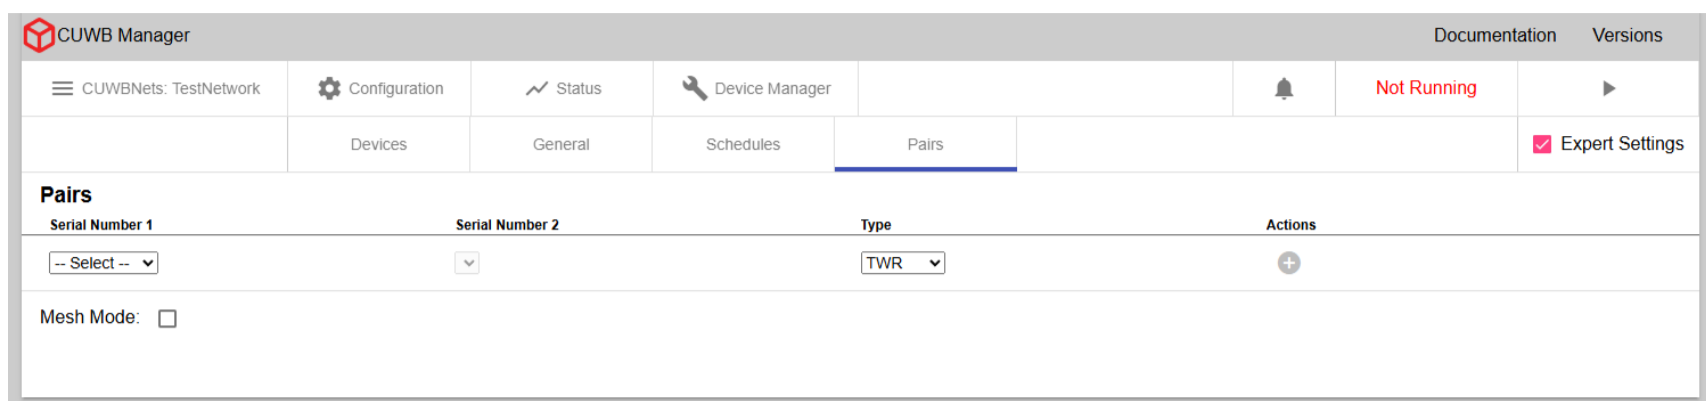 CUWB Manager Documentation Versions
CUWBNets: TestNetwork Configuration Status Device Manager Not Running
Devices General Schedules Pairs Expert Settings
Pairs
Serial Number 1 Serial Number 2 Type Actions
-- Select -- TWR
Mesh Mode: